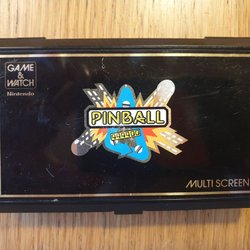 GAME
&
WATCH
Nintendo
PINBALL
MULTI SCREEN